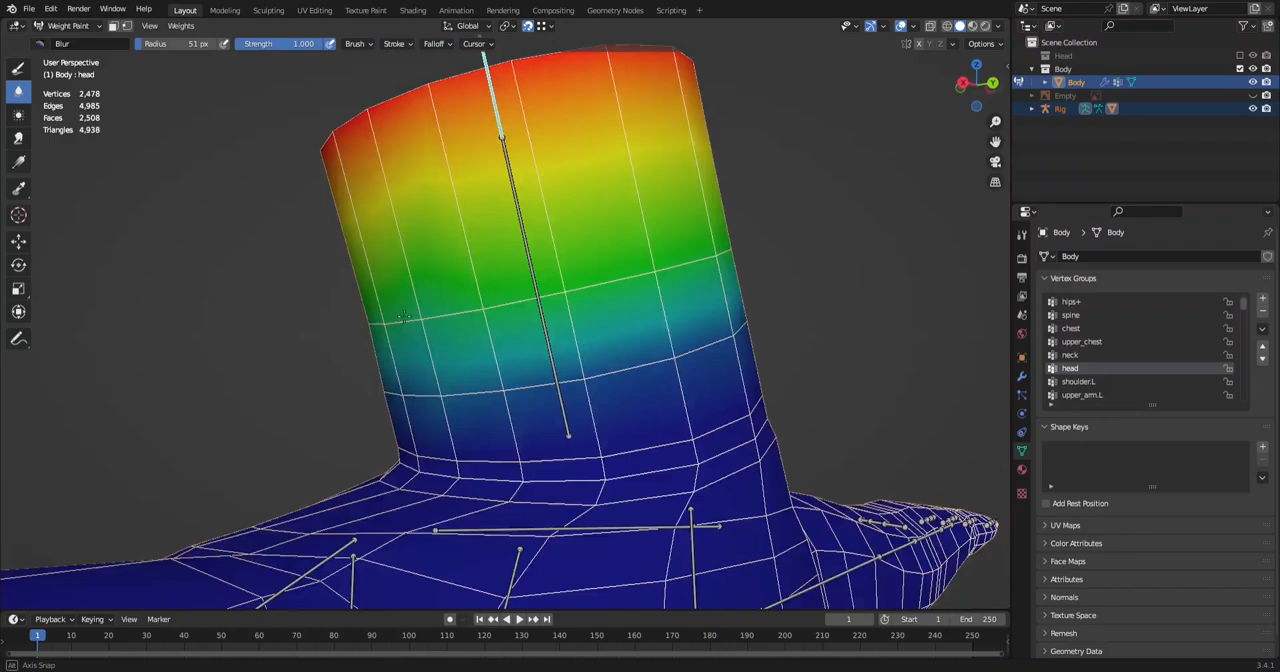 File Edit Render Window Help Layout Modeling Sculpting UV Editing Texture Paint Shading Animation Rendering Compositing Geometry Nodes Scripting + Scene ViewLayer
Weight Paint View Weights Global Options
Blur Radius 51 px Strength 1.000 Brush Stroke Falloff Cursor X Y Z Options
User Perspective
(1) Body : head
Vertices 2,478
Edges 4,985
Faces 2,508
Triangles 4,938
X Y Z
Scene Collection
Head
Body
Body
Empty
Rig
Body > Body
Body
Vertex Groups
hips+
spine
chest
upper_chest
neck
head
shoulder.L
upper_arm.L
Shape Keys
Add Rest Position
UV Maps
Color Attributes
Face Maps
Attributes
Normals
Texture Space
Remesh
Geometry Data
Playback Keying View Marker 1 Start 1 End 250
1 10 20 30 40 50 60 70 80 90 100 110 120 130 140 150 160 170 180 190 200 210 220 230 240 250
Alt Axis Snap 3.4.1